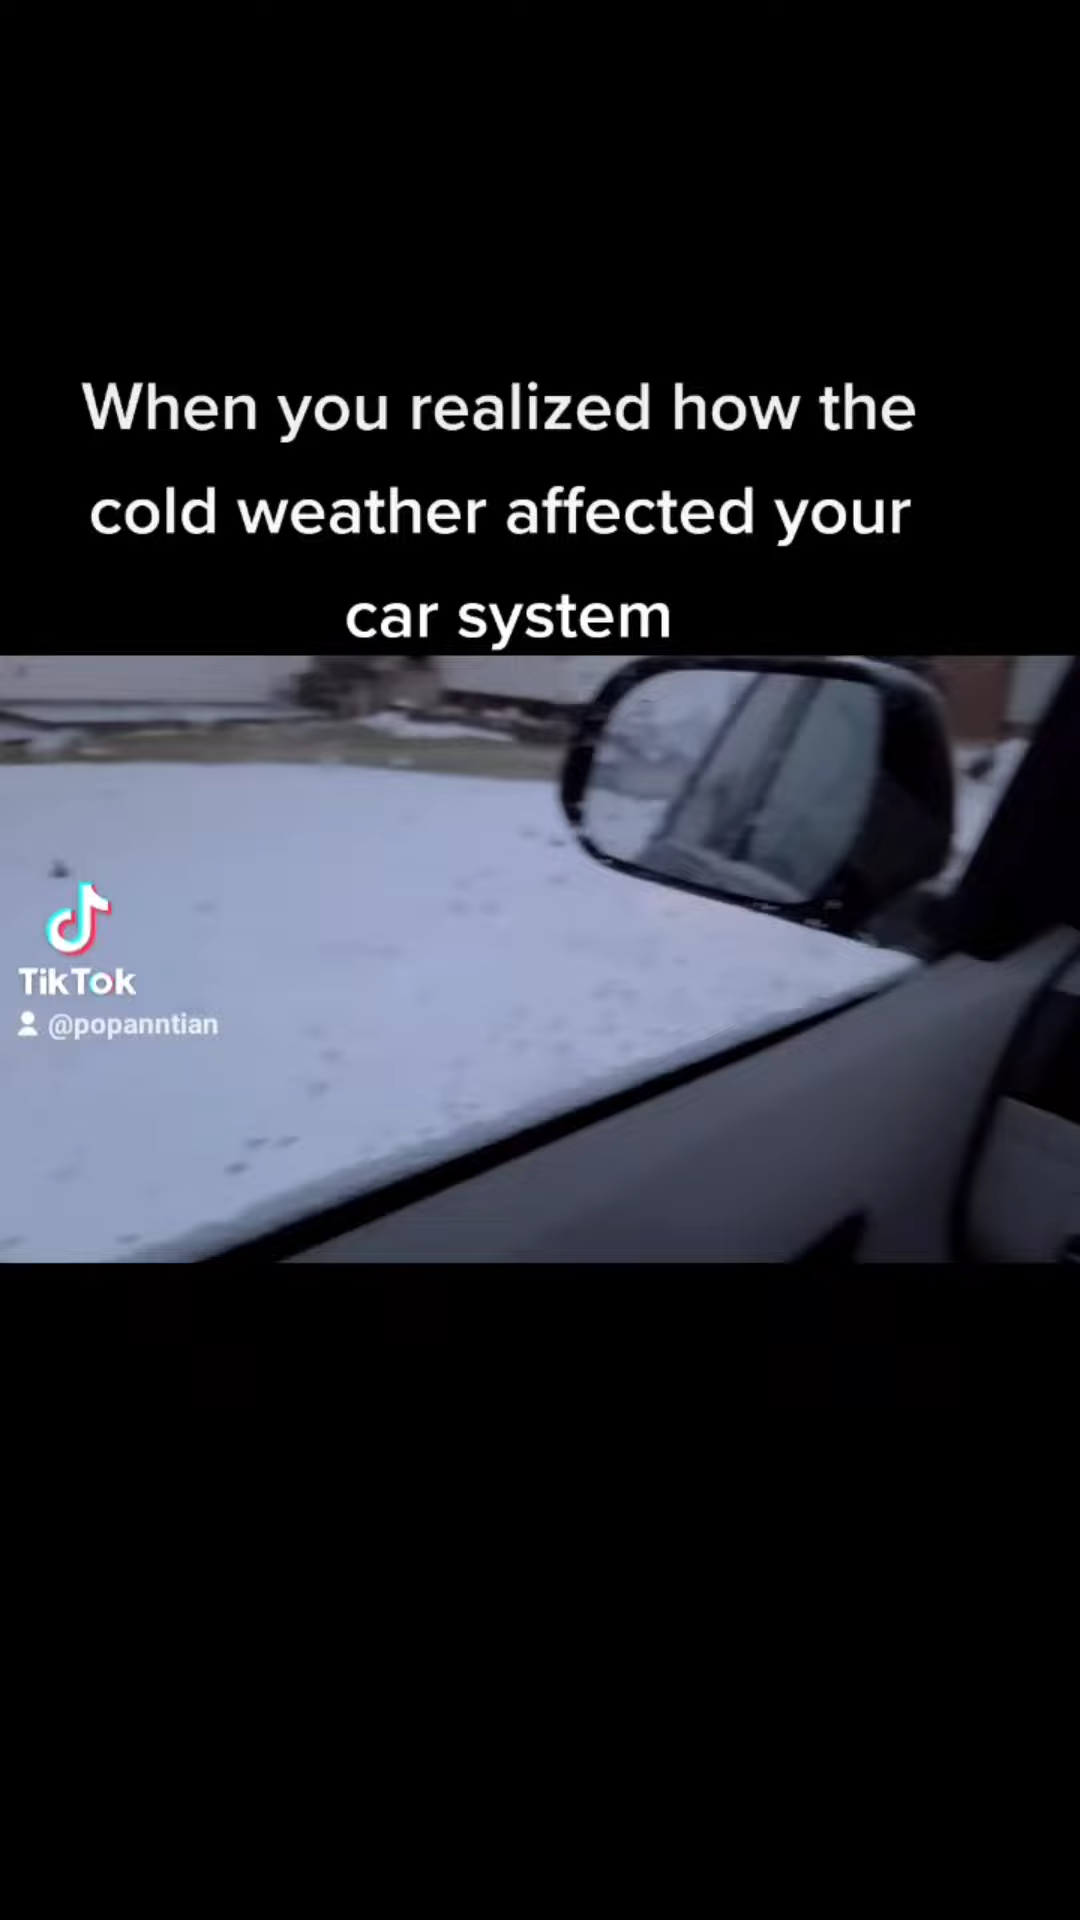 When you realized how the
cold weather affected your
car system
TikTok
@popanntian